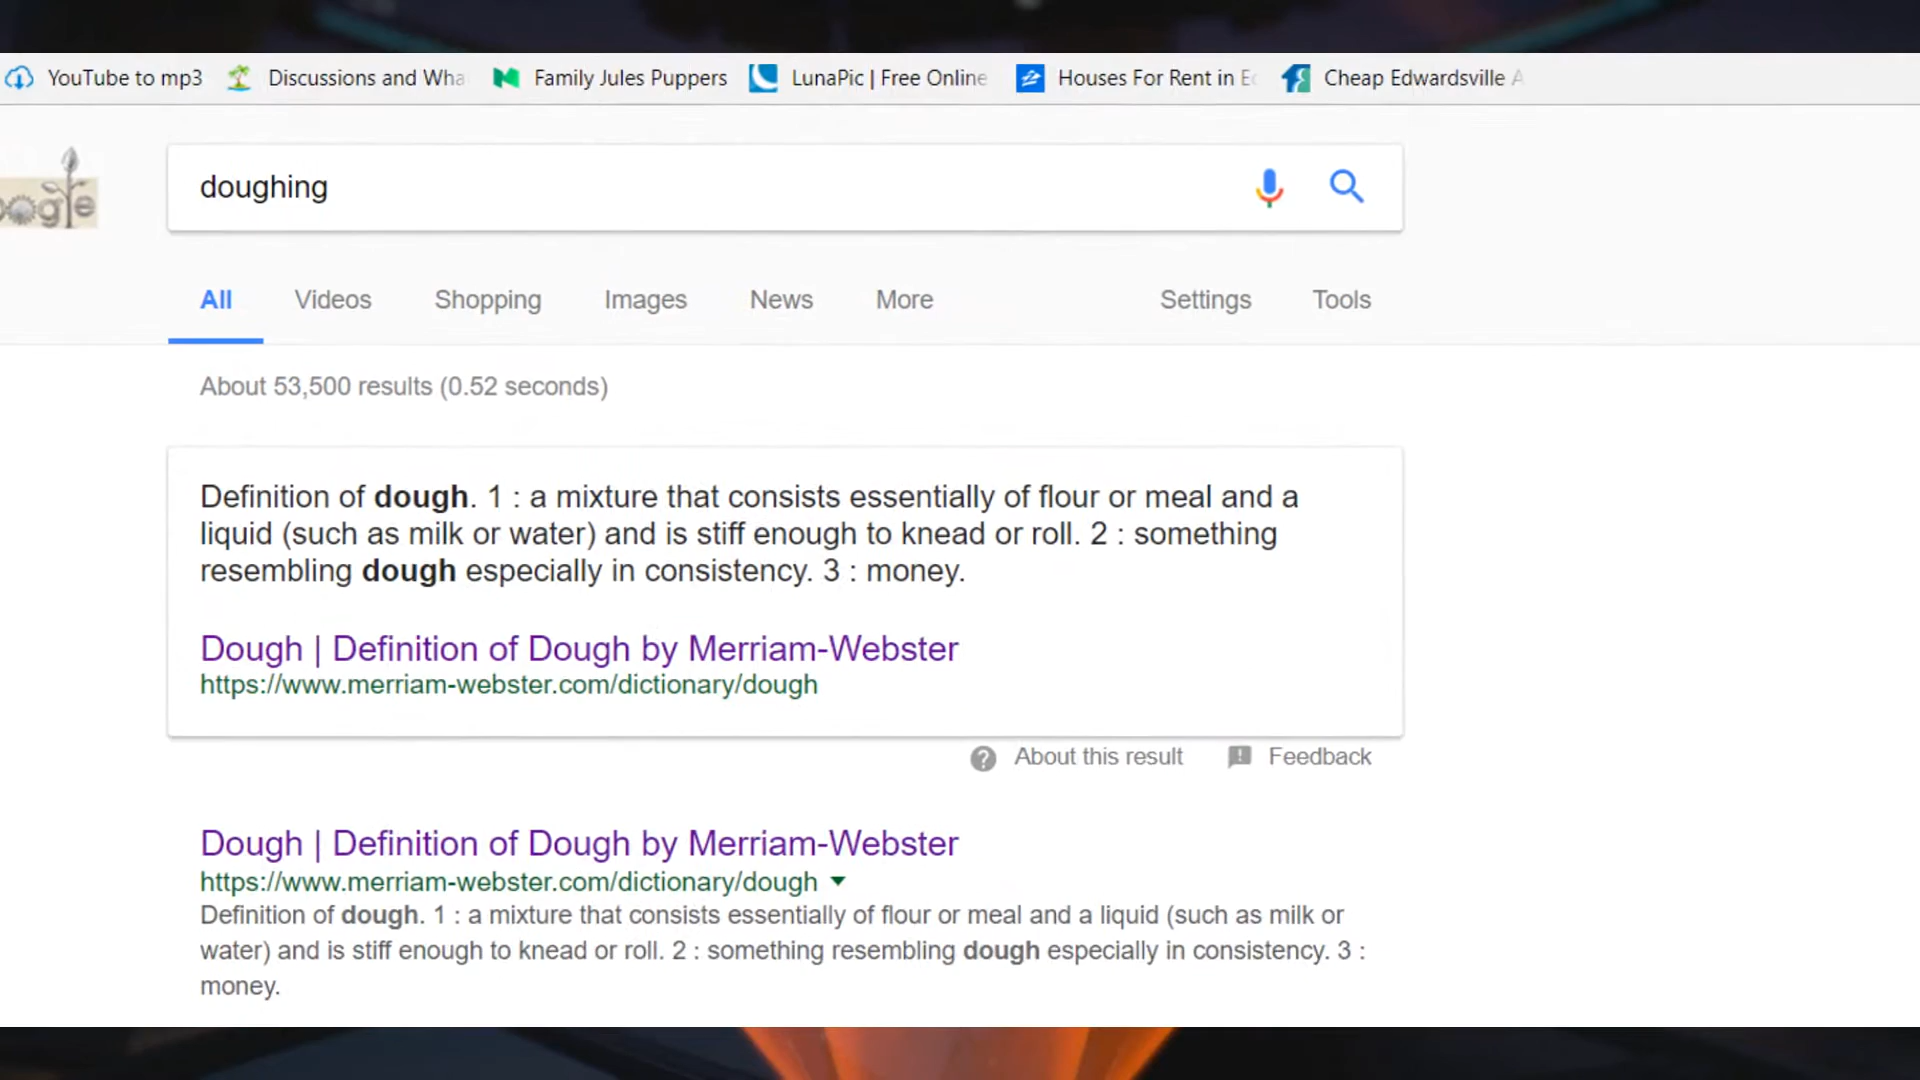 YouTube to mp3 Discussions and Wha Family Jules Puppers LunaPic | Free Online Houses For Rent in Ec Cheap Edwardsville A
ogle
doughing
All Videos Shopping Images News More Settings Tools
About 53,500 results (0.52 seconds)
Definition of dough. 1 : a mixture that consists essentially of flour or meal and a
liquid (such as milk or water) and is stiff enough to knead or roll. 2 : something
resembling dough especially in consistency. 3 : money.
Dough | Definition of Dough by Merriam-Webster
https://www.merriam-webster.com/dictionary/dough
About this result Feedback
Dough | Definition of Dough by Merriam-Webster
https://www.merriam-webster.com/dictionary/dough
Definition of dough. 1 : a mixture that consists essentially of flour or meal and a liquid (such as milk or
water) and is stiff enough to knead or roll. 2 : something resembling dough especially in consistency. 3 :
money.